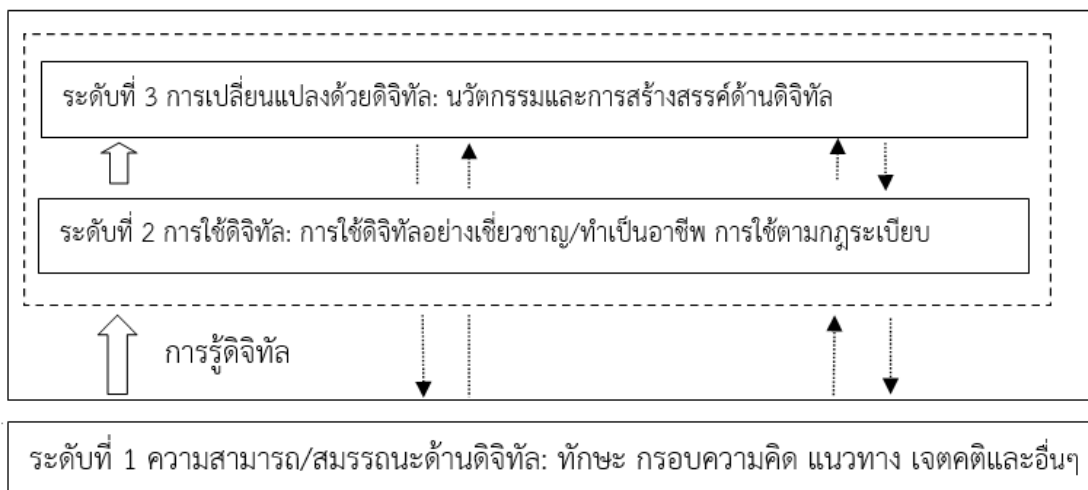 ระดับที่ 3 การเปลี่ยนแปลงด้วยดิจิทัล: นวัตกรรมและการสร้างสรรค์ด้านดิจิทัล
ระดับที่ 2 การใช้ดิจิทัล: การใช้ดิจิทัลอย่างเชี่ยวชาญ/ทำเป็นอาชีพ การใช้ตามกฎระเบียบ
การรู้ดิจิทัล
ระดับที่ 1 ความสามารถ/สมรรถนะด้านดิจิทัล: ทักษะ กรอบความคิด แนวทาง เจตคติและอื่นๆ